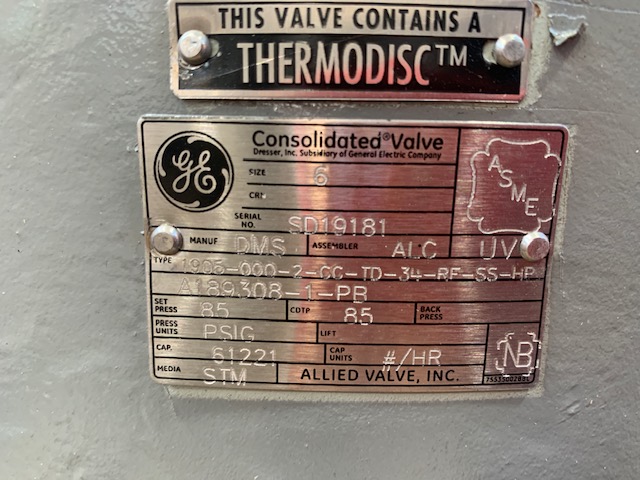 THIS VALVE CONTAINS A
THERMODISC™
GE
Consolidated® Valve
Dresser, Inc. Subsidiary of General Electric Company
SIZE 6
CRN
SERIAL NO. SD19181
ASME
MANUF DMS ASSEMBLER ALC UV
TYPE 1905-000-2-CC-TD-34-RF-SS-HP
A189308-1-PB
SET PRESS 85 CDTP 85 BACK PRESS
PRESS UNITS PSIG LIFT
CAP. 61221 CAP UNITS #/HR
NB
MEDIA STM ALLIED VALVE, INC.